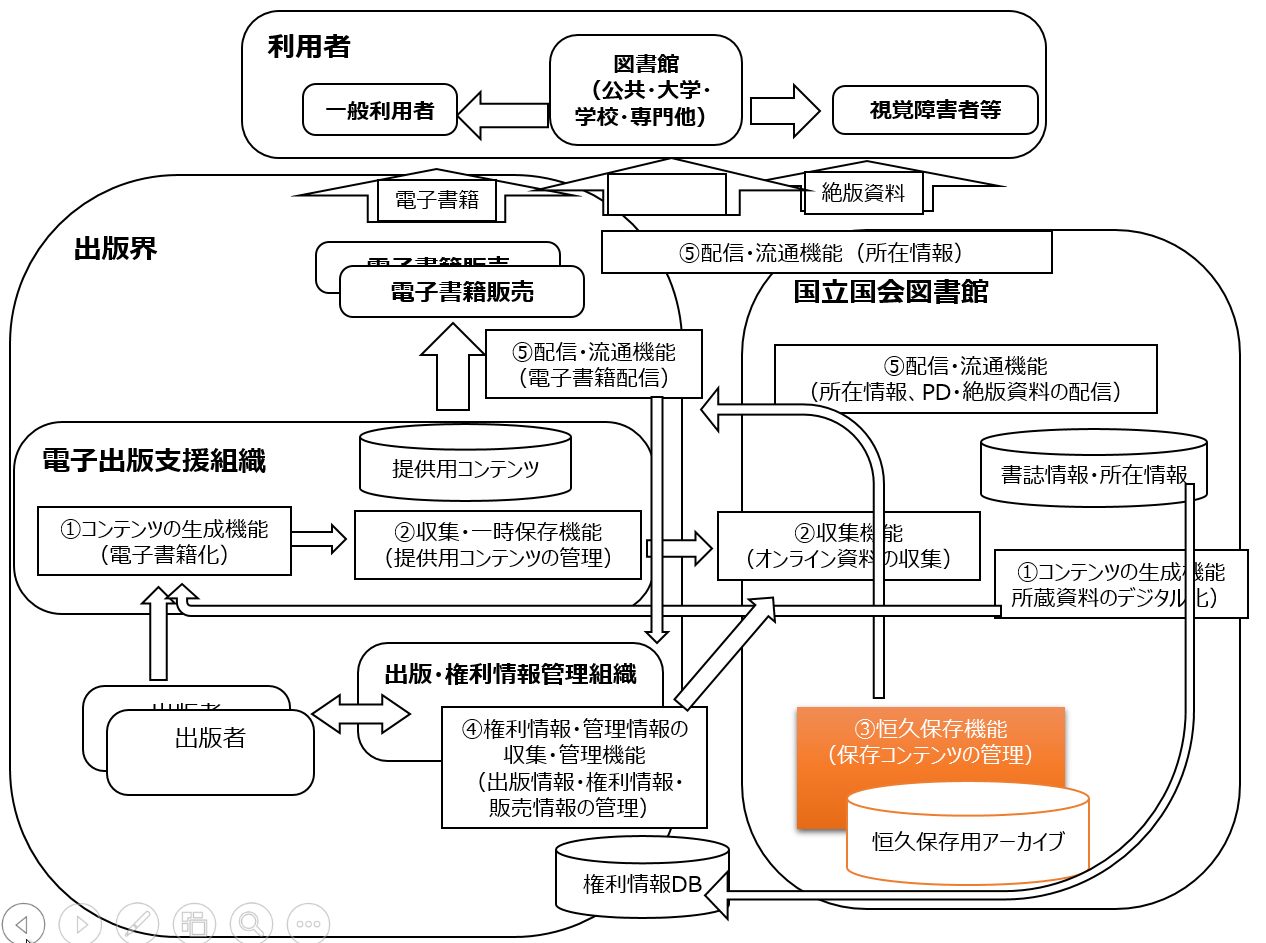 利用者
図書館
（公共・大学・
学校・専門他）
一般利用者
視覚障害者等
電子書籍
絶版資料
出版界
⑤配信・流通機能（所在情報）
電子書籍販売
電子書籍販売
国立国会図書館
⑤配信・流通機能
（電子書籍配信）
⑤配信・流通機能
（所在情報、PD・絶版資料の配信）
電子出版支援組織
提供用コンテンツ
書誌情報・所在情報
①コンテンツの生成機能
（電子書籍化）
②収集・一時保存機能
（提供用コンテンツの管理）
②収集機能
（オンライン資料の収集）
①コンテンツの生成機能
所蔵資料のデジタル化）
出版・権利情報管理組織
出版者
出版者
④権利情報・管理情報の
収集・管理機能
（出版情報・権利情報・
販売情報の管理）
③恒久保存機能
（保存コンテンツの管理）
恒久保存用アーカイブ
権利情報DB